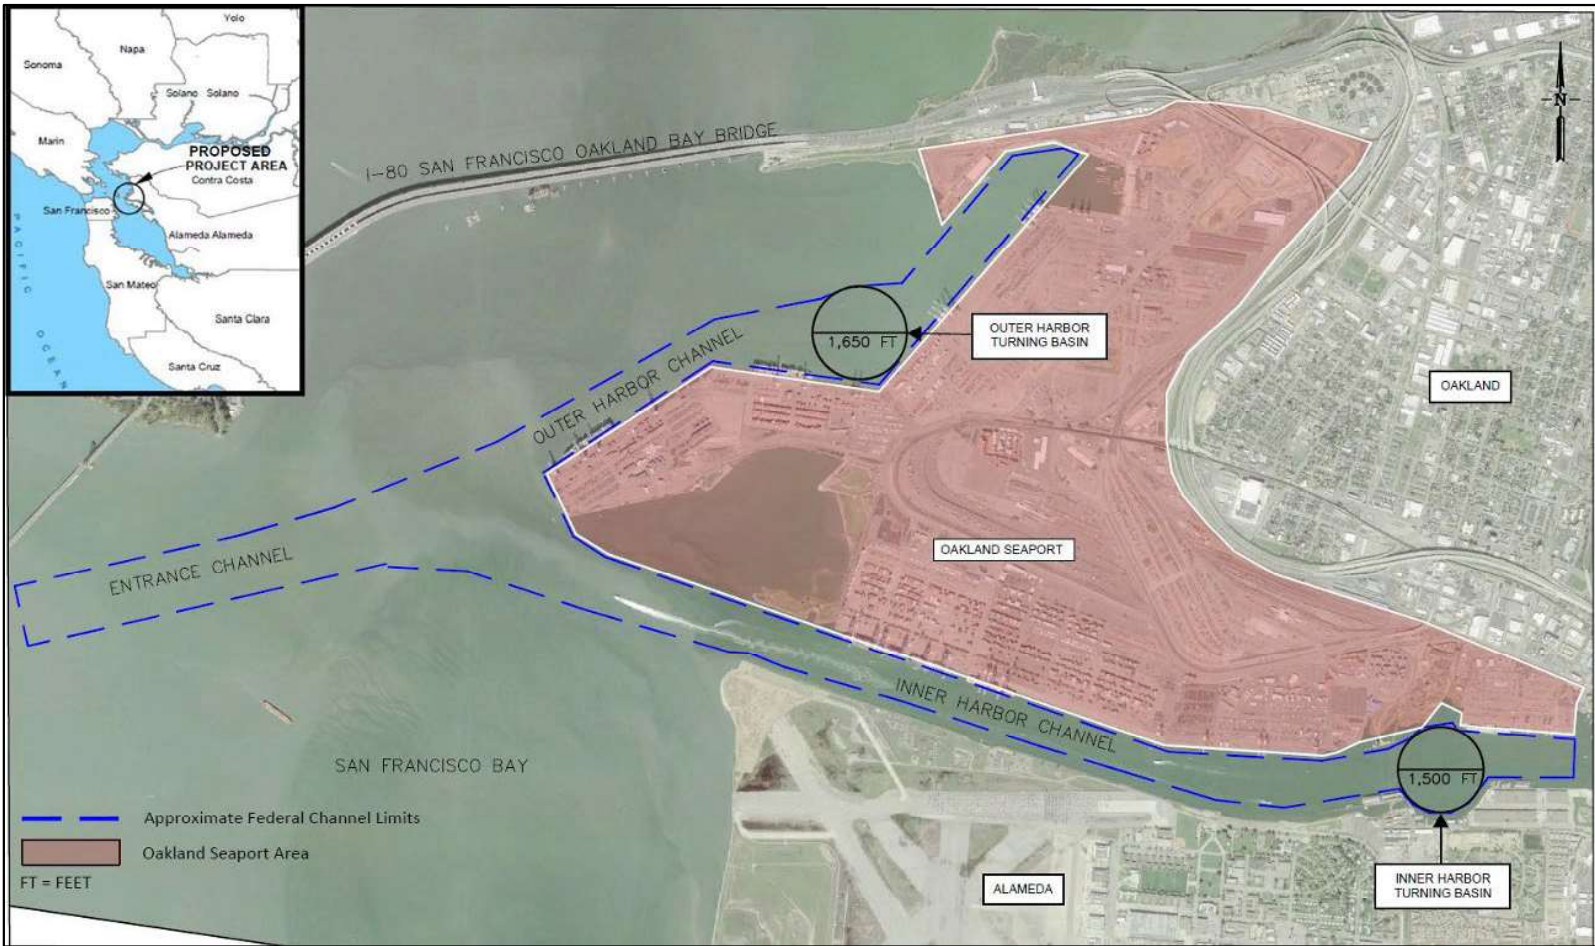 Yolo
Napa
Sonoma
Solano Solano
Marin
PROPOSED
PROJECT AREA
Contra Costa
San Francisco
Alameda Alameda
San Mateo
Santa Clara
Santa Cruz
PACIFIC OCEAN
I-80 SAN FRANCISCO OAKLAND BAY BRIDGE
N
OUTER HARBOR
TURNING BASIN
1,650 FT
OAKLAND
OUTER HARBOR CHANNEL
OAKLAND SEAPORT
ENTRANCE CHANNEL
INNER HARBOR CHANNEL
SAN FRANCISCO BAY
1,500 FT
Approximate Federal Channel Limits
Oakland Seaport Area
FT = FEET
ALAMEDA
INNER HARBOR
TURNING BASIN